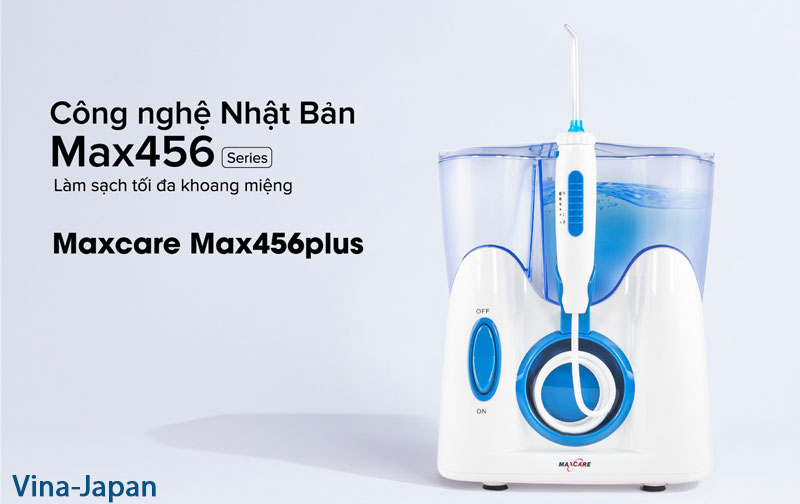 Công nghệ Nhật Bản
Max456 Series
Làm sạch tối đa khoang miệng
Maxcare Max456plus
OFF
ON
MAXCARE
Vina-Japan